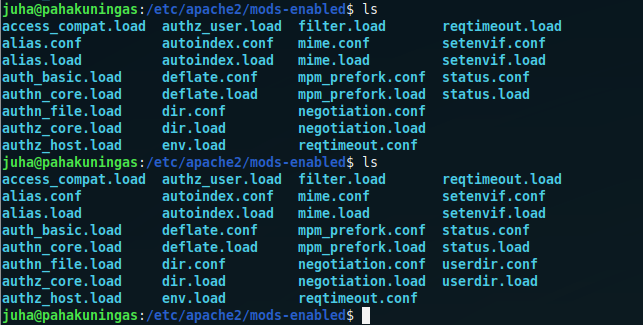 juha@pahakuningas:/etc/apache2/mods-enabled$ ls
access_compat.load  authz_user.load  filter.load       reqtimeout.load
alias.conf          autoindex.conf   mime.conf         setenvif.conf
alias.load          autoindex.load   mime.load         setenvif.load
auth_basic.load     deflate.conf     mpm_prefork.conf  status.conf
authn_core.load     deflate.load     mpm_prefork.load  status.load
authn_file.load     dir.conf         negotiation.conf
authz_core.load     dir.load         negotiation.load
authz_host.load     env.load         reqtimeout.conf
juha@pahakuningas:/etc/apache2/mods-enabled$ ls
access_compat.load  authz_user.load  filter.load       reqtimeout.load
alias.conf          autoindex.conf   mime.conf         setenvif.conf
alias.load          autoindex.load   mime.load         setenvif.load
auth_basic.load     deflate.conf     mpm_prefork.conf  status.conf
authn_core.load     deflate.load     mpm_prefork.load  status.load
authn_file.load     dir.conf         negotiation.conf  userdir.conf
authz_core.load     dir.load         negotiation.load  userdir.load
authz_host.load     env.load         reqtimeout.conf
juha@pahakuningas:/etc/apache2/mods-enabled$